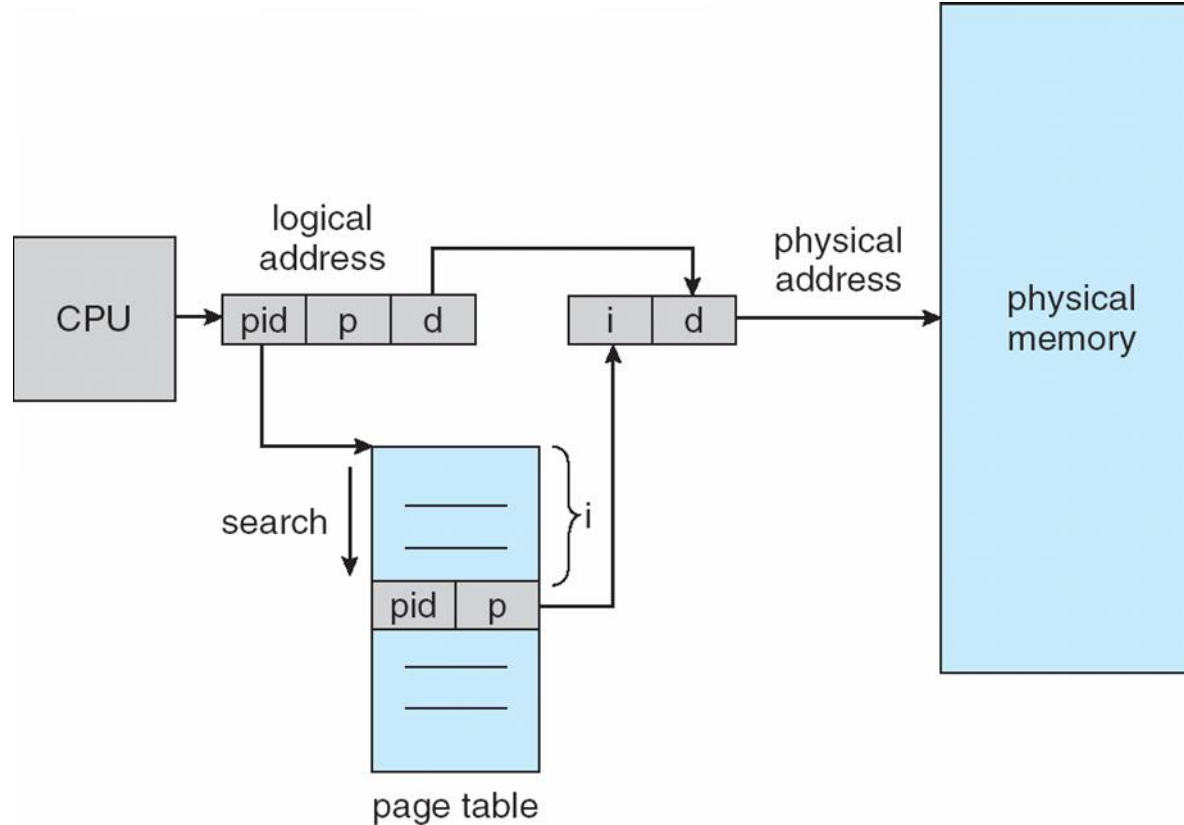 logical
address
physical
address
CPU
pid p d
i d
physical
memory
search
i
pid p
page table